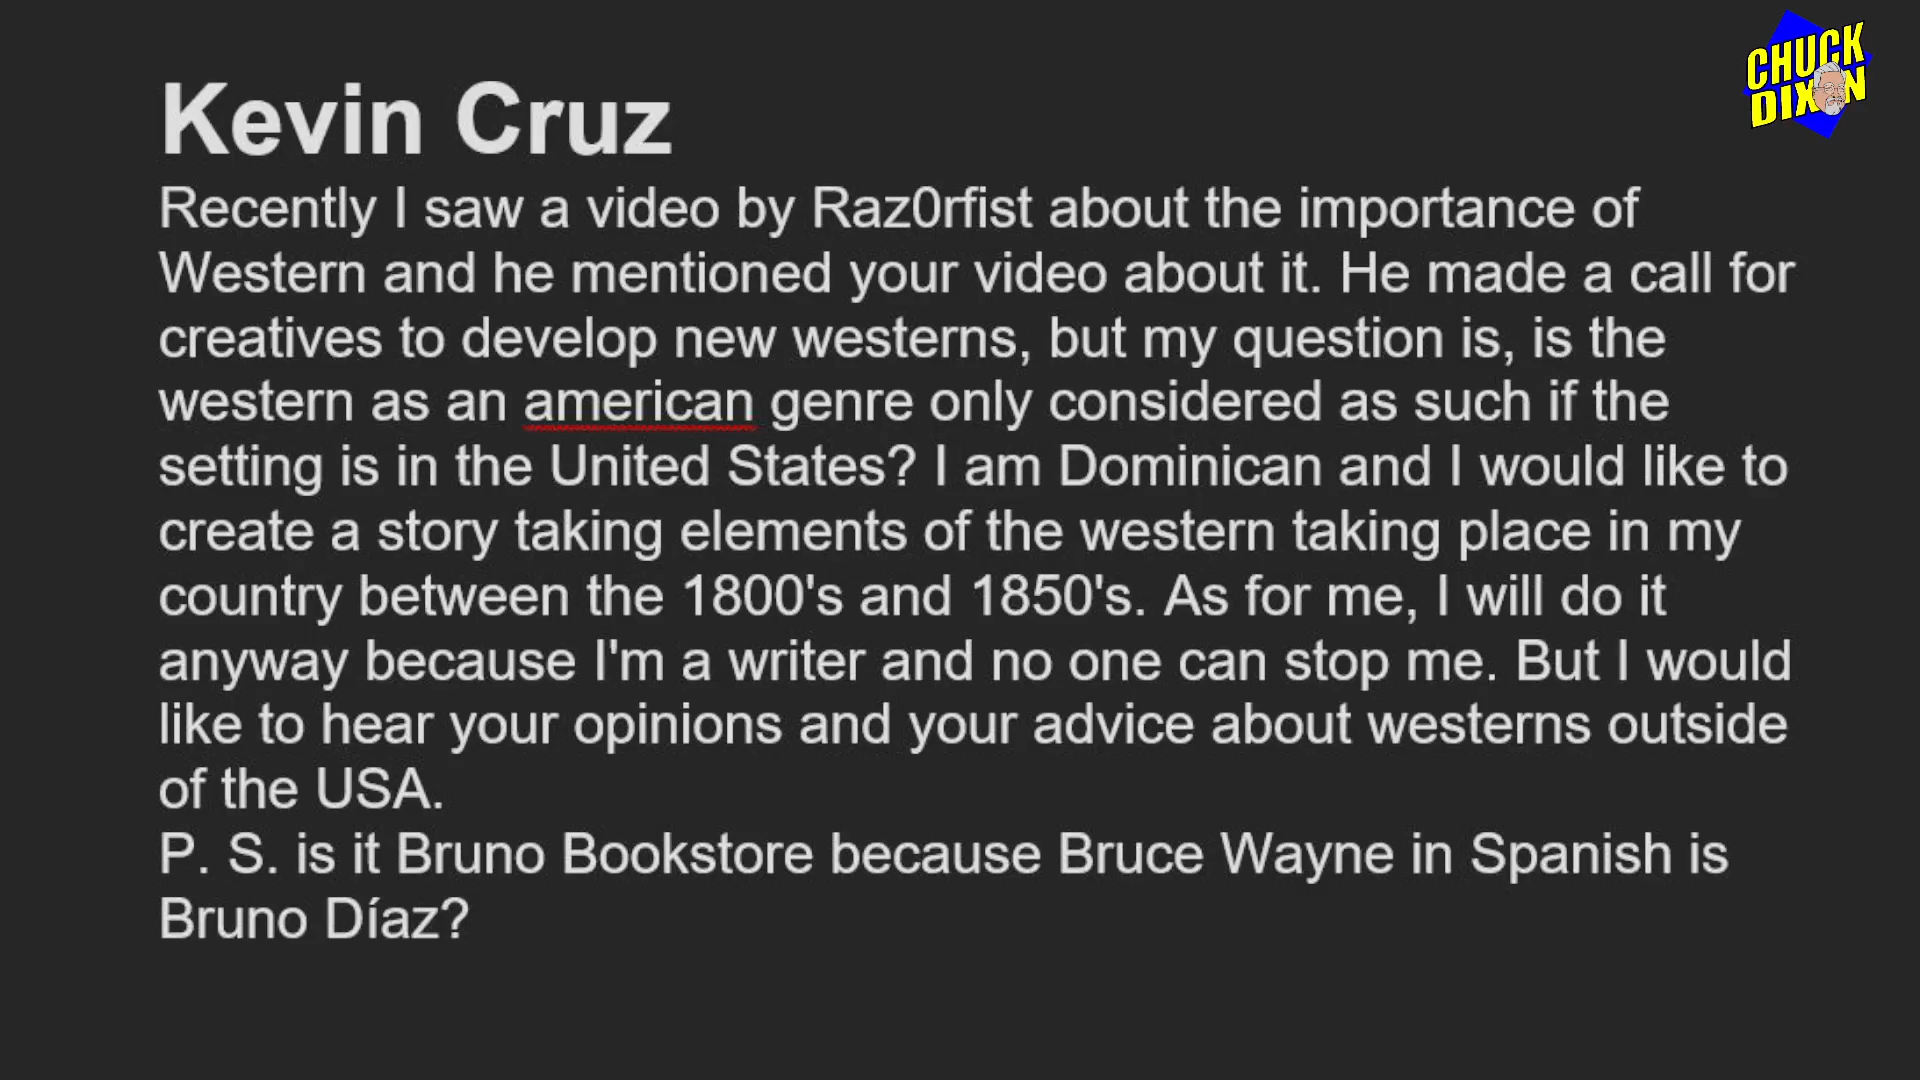 CHUCK
DIXON
Kevin Cruz
Recently I saw a video by Raz0rfist about the importance of
Western and he mentioned your video about it. He made a call for
creatives to develop new westerns, but my question is, is the
western as an american genre only considered as such if the
setting is in the United States? I am Dominican and I would like to
create a story taking elements of the western taking place in my
country between the 1800's and 1850's. As for me, I will do it
anyway because I'm a writer and no one can stop me. But I would
like to hear your opinions and your advice about westerns outside
of the USA.
P. S. is it Bruno Bookstore because Bruce Wayne in Spanish is
Bruno Díaz?